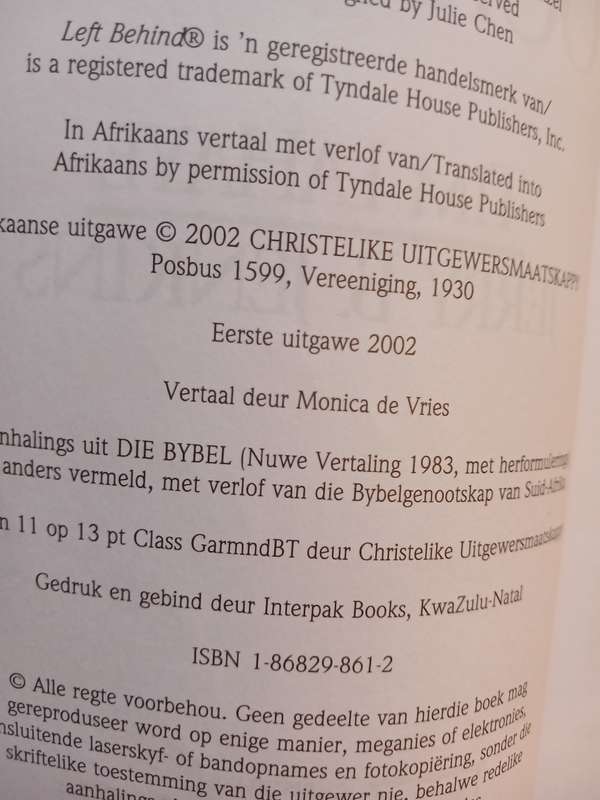 by Julie Chen
Left Behind® is 'n geregistreerde handelsmerk van/
is a registered trademark of Tyndale House Publishers, Inc.
In Afrikaans vertaal met verlof van/Translated into
Afrikaans by permission of Tyndale House Publishers
kaanse uitgawe © 2002 CHRISTELIKE UITGEWERSMAATSKAPPY
Posbus 1599, Vereeniging, 1930
Eerste uitgawe 2002
Vertaal deur Monica de Vries
nhalings uit DIE BYBEL (Nuwe Vertaling 1983, met herformulerings
anders vermeld, met verlof van die Bybelgenootskap van Suid-Afrika
n 11 op 13 pt Class GarmndBT deur Christelike Uitgewersmaatskappy
Gedruk en gebind deur Interpak Books, KwaZulu-Natal
ISBN 1-86829-861-2
© Alle regte voorbehou. Geen gedeelte van hierdie boek mag
gereproduseer word op enige manier, meganies of elektronies,
nsluitende laserskyf- of bandopnames en fotokopiëring, sonder die
skriftelike toestemming van die uitgewer nie, behalwe redelike
aanhalings